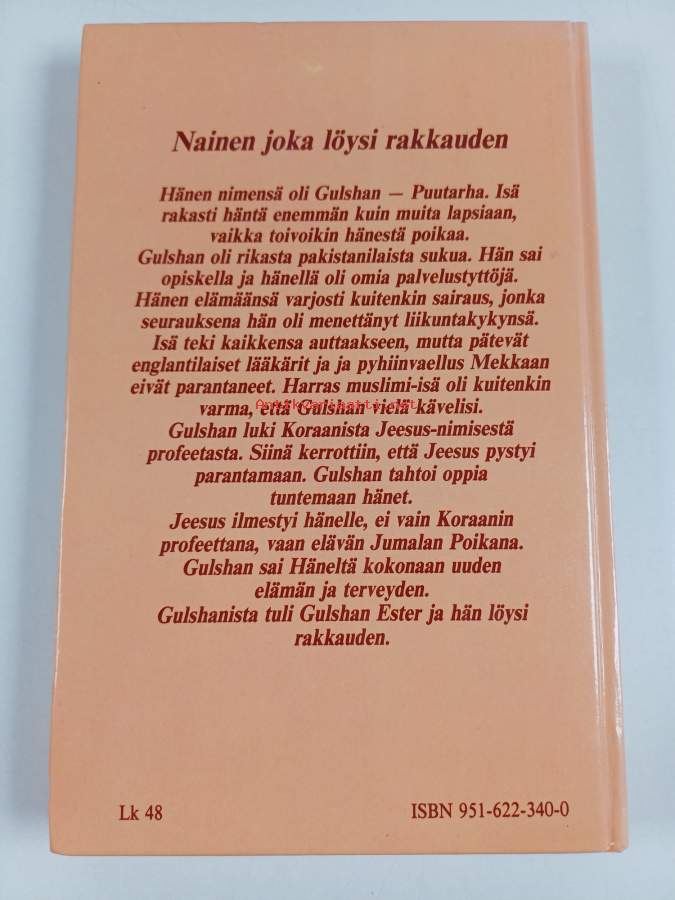 Nainen joka löysi rakkauden
Hänen nimensä oli Gulshan — Puutarha. Isä
rakasti häntä enemmän kuin muita lapsiaan,
vaikka toivoikin hänestä poikaa.
Gulshan oli rikasta pakistanilaista sukua. Hän sai
opiskella ja hänellä oli omia palvelustyttöjä.
Hänen elämäänsä varjosti kuitenkin sairaus, jonka
seurauksena hän oli menettänyt liikuntakykynsä.
Isä teki kaikkensa auttaakseen, mutta pätevät
englantilaiset lääkärit ja ja pyhiinvaellus Mekkaan
eivät parantaneet. Harras muslimi-isä oli kuitenkin
varma, että Gulshan vielä kävelisi.
Antikvariaatti.net
Gulshan luki Koraanista Jeesus-nimisestä
profeetasta. Siinä kerrottiin, että Jeesus pystyi
parantamaan. Gulshan tahtoi oppia
tuntemaan hänet.
Jeesus ilmestyi hänelle, ei vain Koraanin
profeettana, vaan elävän Jumalan Poikana.
Gulshan sai Häneltä kokonaan uuden
elämän ja terveyden.
Gulshanista tuli Gulshan Ester ja hän löysi
rakkauden.
Lk 48
ISBN 951-622-340-0